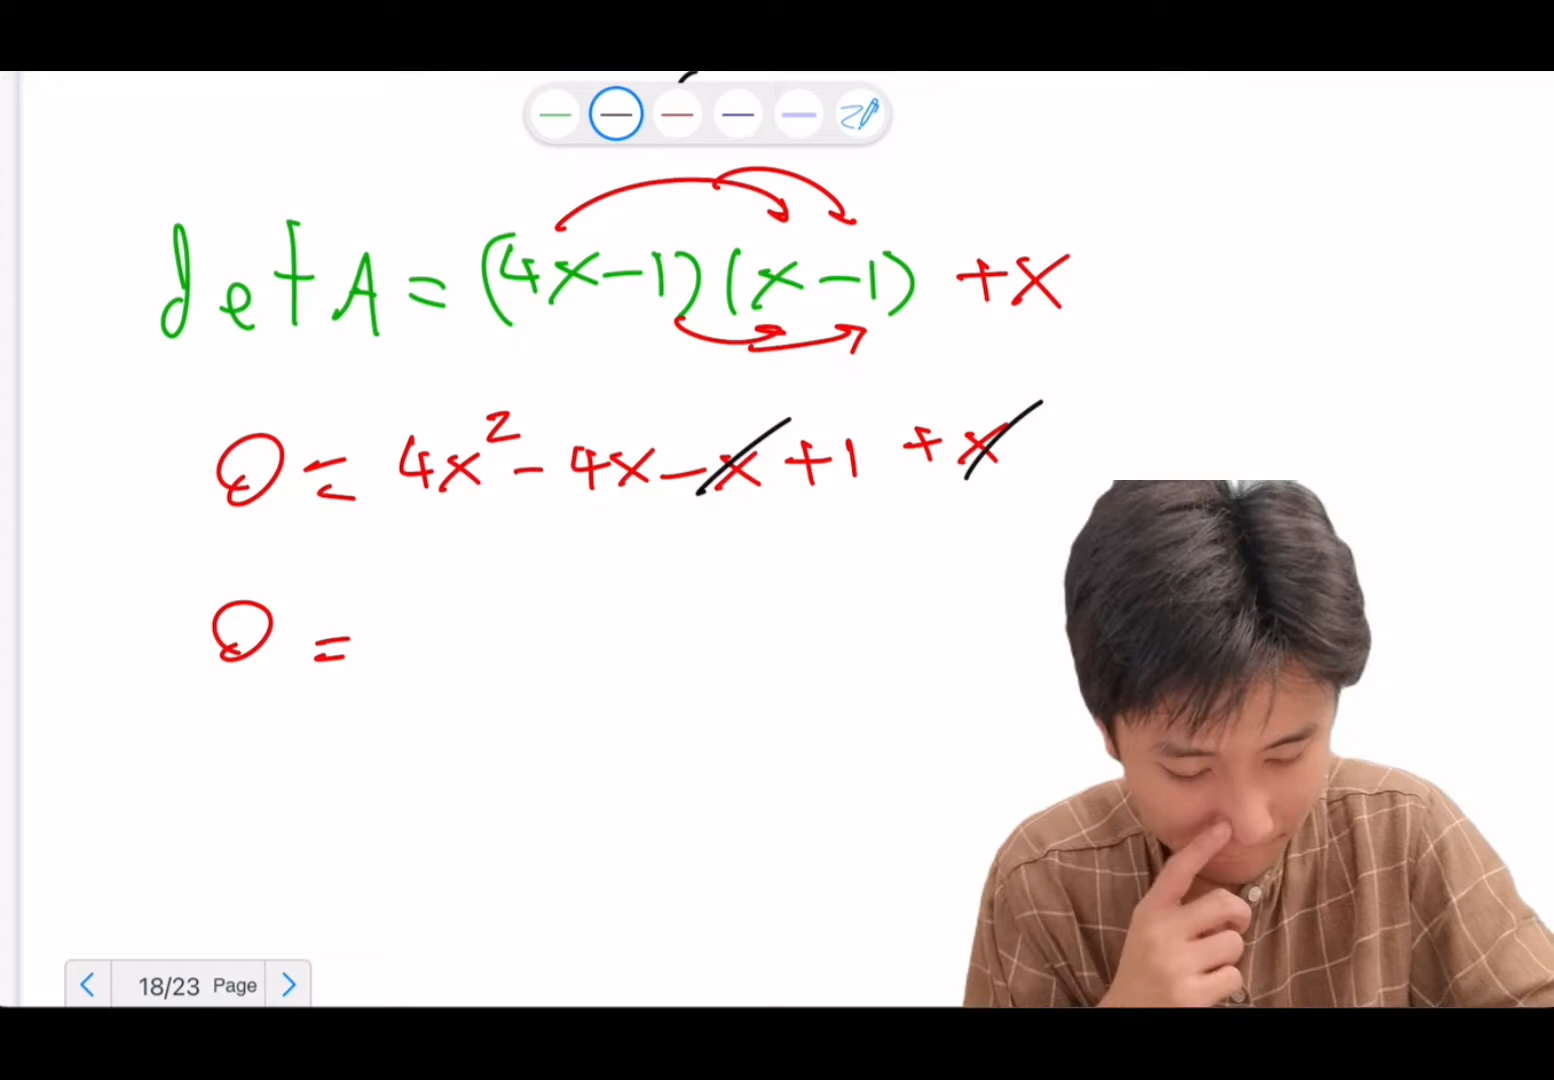 det A = (4x-1)(x-1) +x
0 = 4x² - 4x - x + 1 + x
0 =
18/23 Page